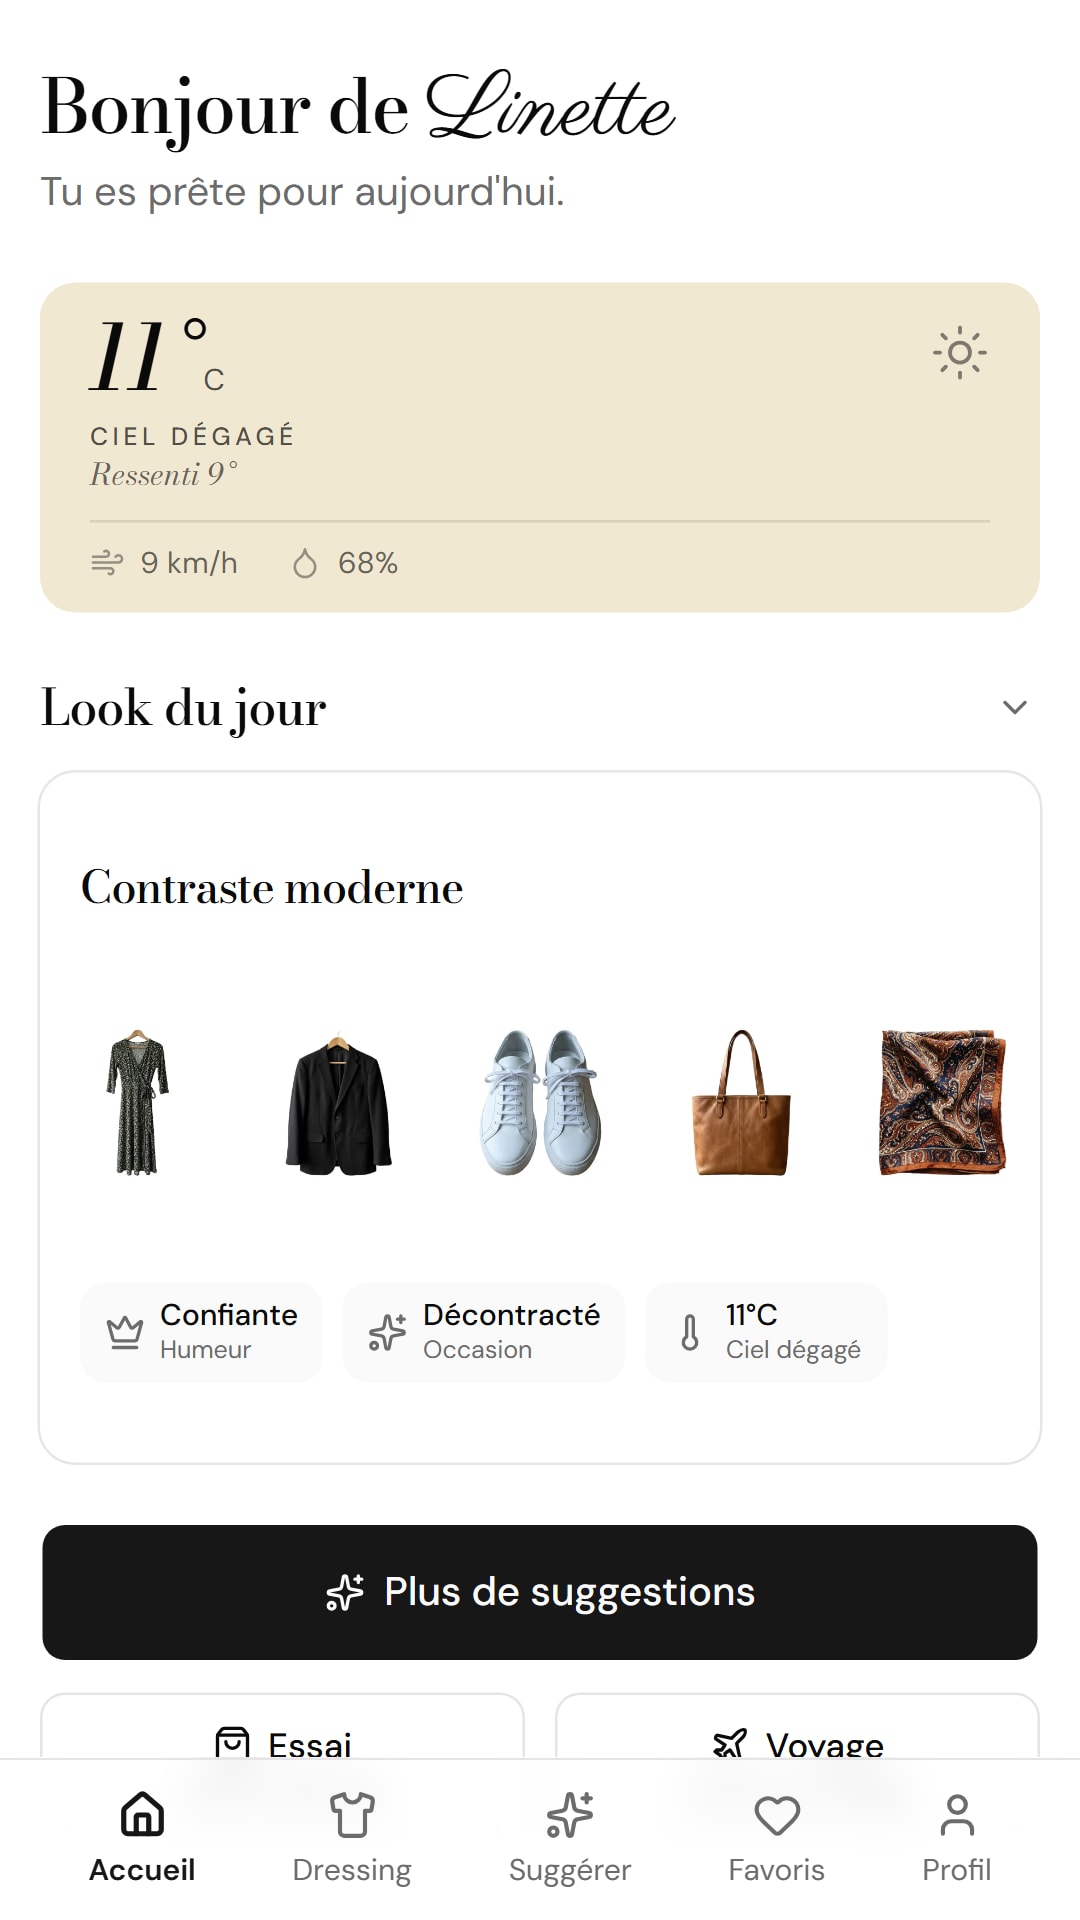 Bonjour de Linette
Tu es prête pour aujourd'hui.
11°C
CIEL DÉGAGÉ
Ressenti 9°
9 km/h 68%
Look du jour
Contraste moderne
Confiante
Humeur
Décontracté
Occasion
11°C
Ciel dégagé
Plus de suggestions
Essai
Voyage
Accueil
Dressing
Suggérer
Favoris
Profil